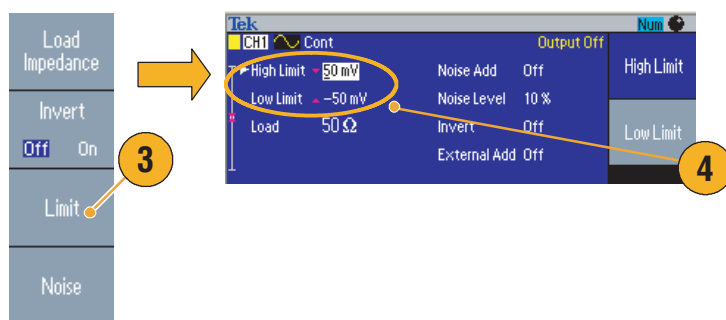 Load
Impedance
Invert
Off On
3
Limit
Noise
Tek
Num
CH1 Cont
Output Off
High Limit 50 mV
Noise Add Off
Low Limit -50 mV
Noise Level 10 %
Load 50 Ω
Invert Off
External Add Off
High Limit
Low Limit
4